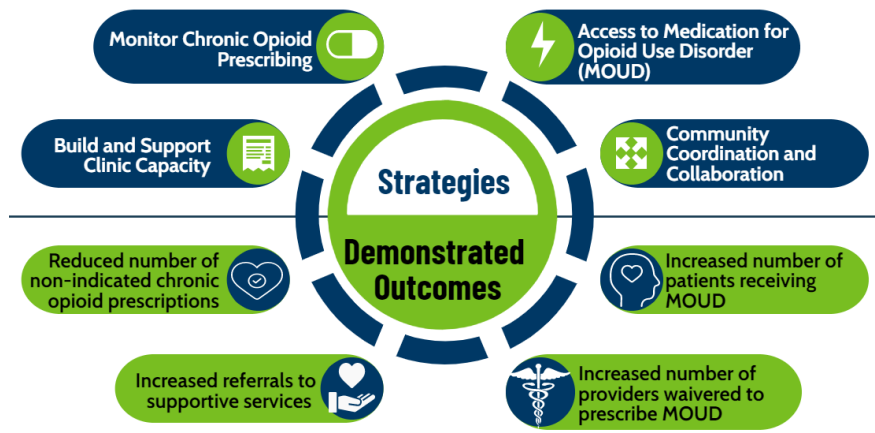 Monitor Chronic Opioid
Prescribing
Access to Medication for
Opioid Use Disorder
(MOUD)
Build and Support
Clinic Capacity
Community
Coordination and
Collaboration
Strategies
Demonstrated
Outcomes
Reduced number of
non-indicated chronic
opioid prescriptions
Increased number of
patients receiving
MOUD
Increased referrals to
supportive services
Increased number of
providers waivered to
prescribe MOUD